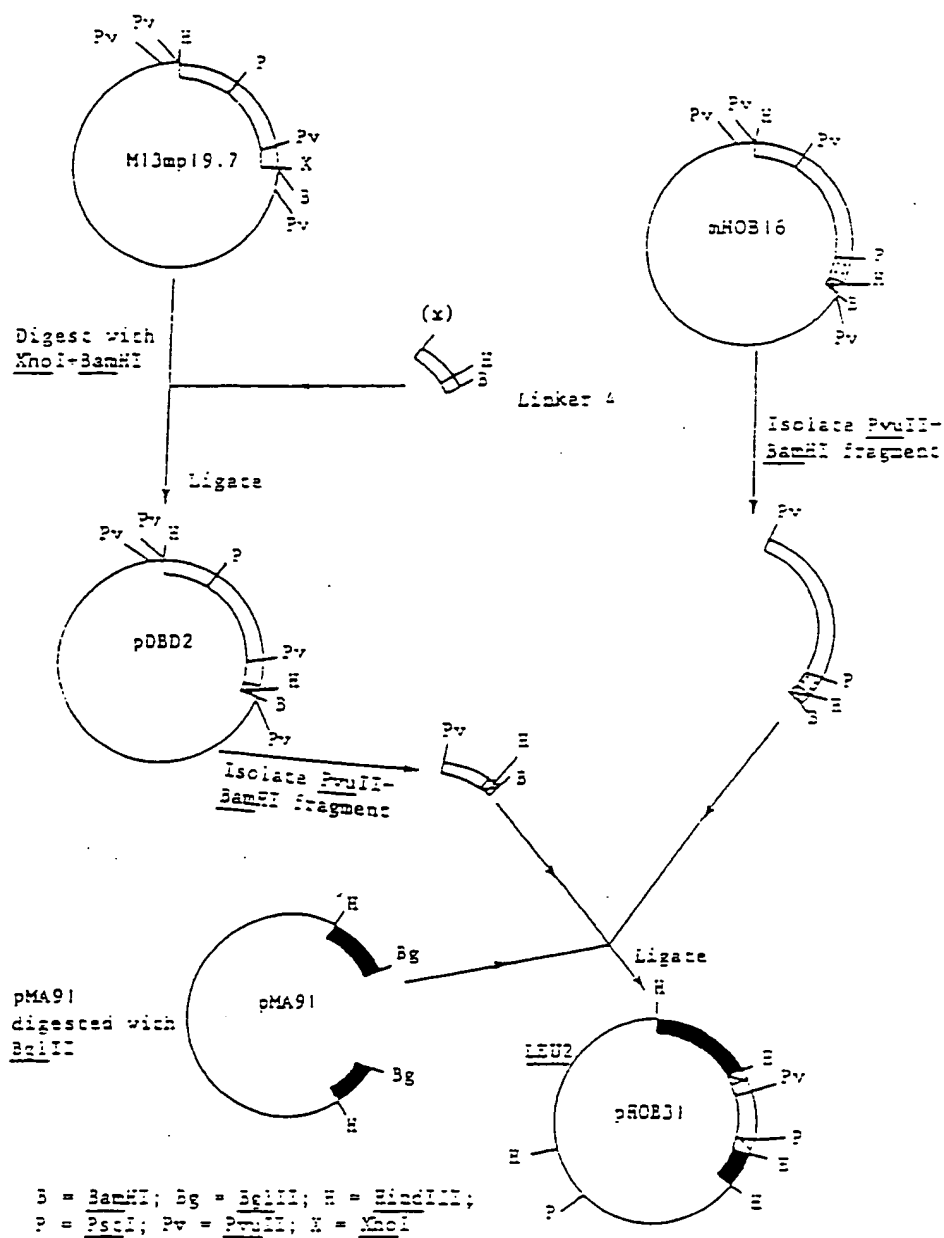 Pv
Pv
H
P
M13mp19.7
Pv
X
B
Pv
Pv
Pv
H
Pv
mHOB16
P
H
B
Pv
Digest with
XhoI+BamHI
(x)
H
B
Linker 4
Isolate PvuII-
BamHI fragment
Ligate
Pv
Pv
H
P
pDBD2
Pv
H
B
Pv
Pv
P
H
B
Isolate PvuII-
BamHI fragment
Pv
H
B
H
Bg
pMA91
Bg
H
pMA91
digested with
BglII
Ligate
H
LEU2
H
Pv
pHOB31
P
H
H
P
H
B = BamHI; Bg = BglII; H = HindIII;
P = PstI; Pv = PvuII; X = XhoI